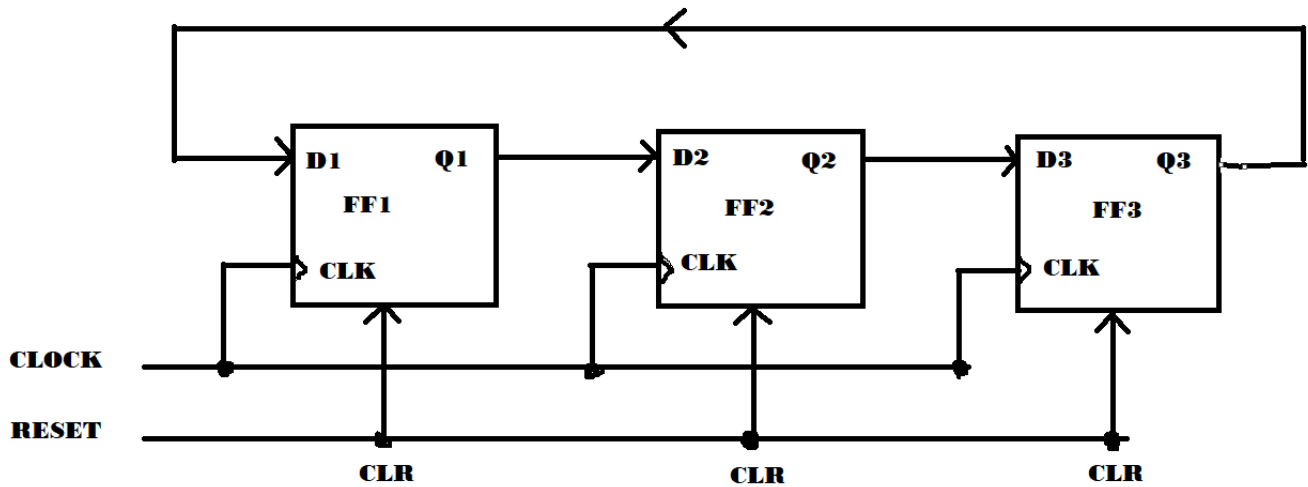 D1 Q1 D2 Q2 D3 Q3
FF1 FF2 FF3
CLK CLK CLK
CLOCK
RESET
CLR CLR CLR